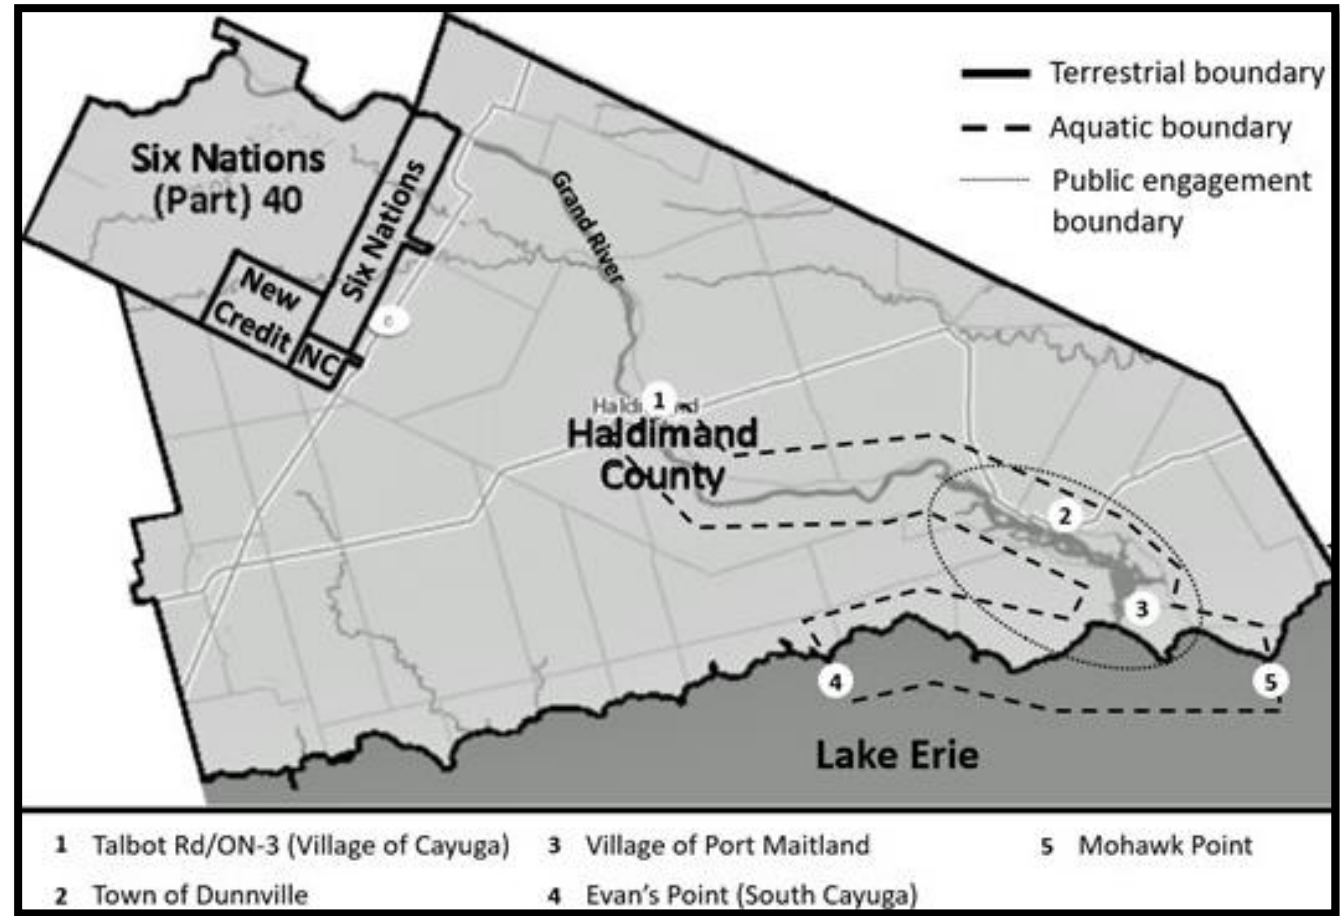 Terrestrial boundary
Aquatic boundary
Public engagement
boundary
Six Nations
(Part) 40
Six Nations
New
Credit
NC
6
Grand River
1
Haldimand
County
2
3
4
5
Lake Erie
1 Talbot Rd/ON-3 (Village of Cayuga)
3 Village of Port Maitland
5 Mohawk Point
2 Town of Dunnville
4 Evan's Point (South Cayuga)